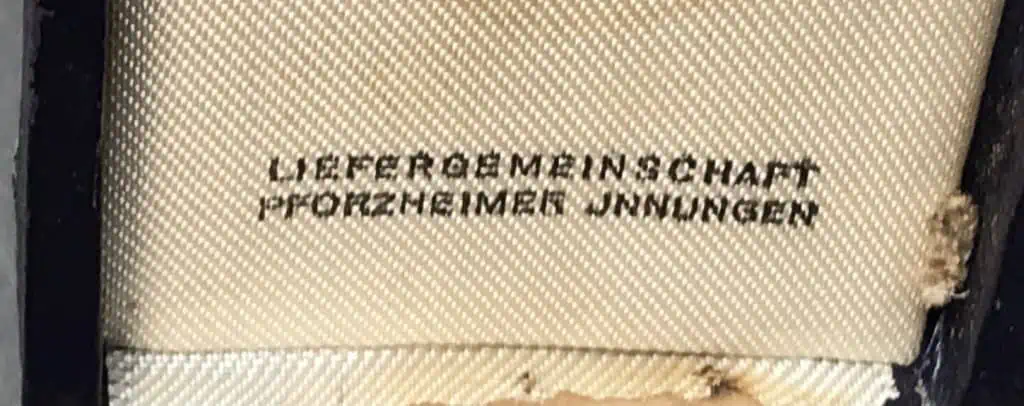 LIEFERGEMEINSCHAFT
PFORZHEIMER JNNUNGEN